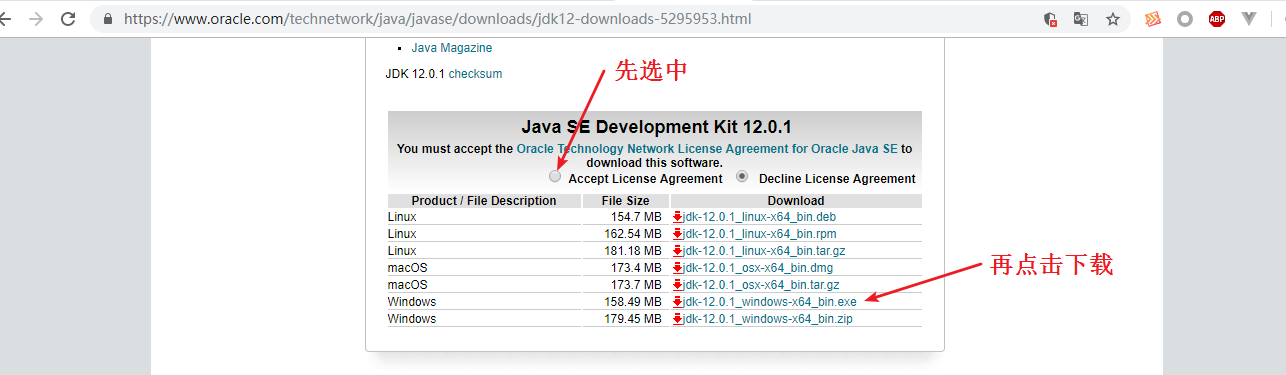 https://www.oracle.com/technetwork/java/javase/downloads/jdk12-downloads-5295953.html
ABP
Java Magazine
JDK 12.0.1 checksum
先选中
Java SE Development Kit 12.0.1
You must accept the Oracle Technology Network License Agreement for Oracle Java SE to
download this software.
Accept License Agreement Decline License Agreement
Product / File Description File Size Download
Linux 154.7 MB jdk-12.0.1_linux-x64_bin.deb
Linux 162.54 MB jdk-12.0.1_linux-x64_bin.rpm
Linux 181.18 MB jdk-12.0.1_linux-x64_bin.tar.gz
macOS 173.4 MB jdk-12.0.1_osx-x64_bin.dmg
macOS 173.7 MB jdk-12.0.1_osx-x64_bin.tar.gz
Windows 158.49 MB jdk-12.0.1_windows-x64_bin.exe
Windows 179.45 MB jdk-12.0.1_windows-x64_bin.zip
再点击下载